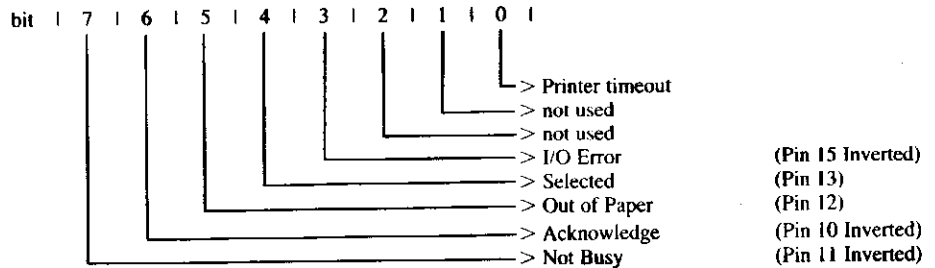 bit | 7 | 6 | 5 | 4 | 3 | 2 | 1 | 0 |
> Printer timeout
> not used
> not used
> I/O Error (Pin 15 Inverted)
> Selected (Pin 13)
> Out of Paper (Pin 12)
> Acknowledge (Pin 10 Inverted)
> Not Busy (Pin 11 Inverted)